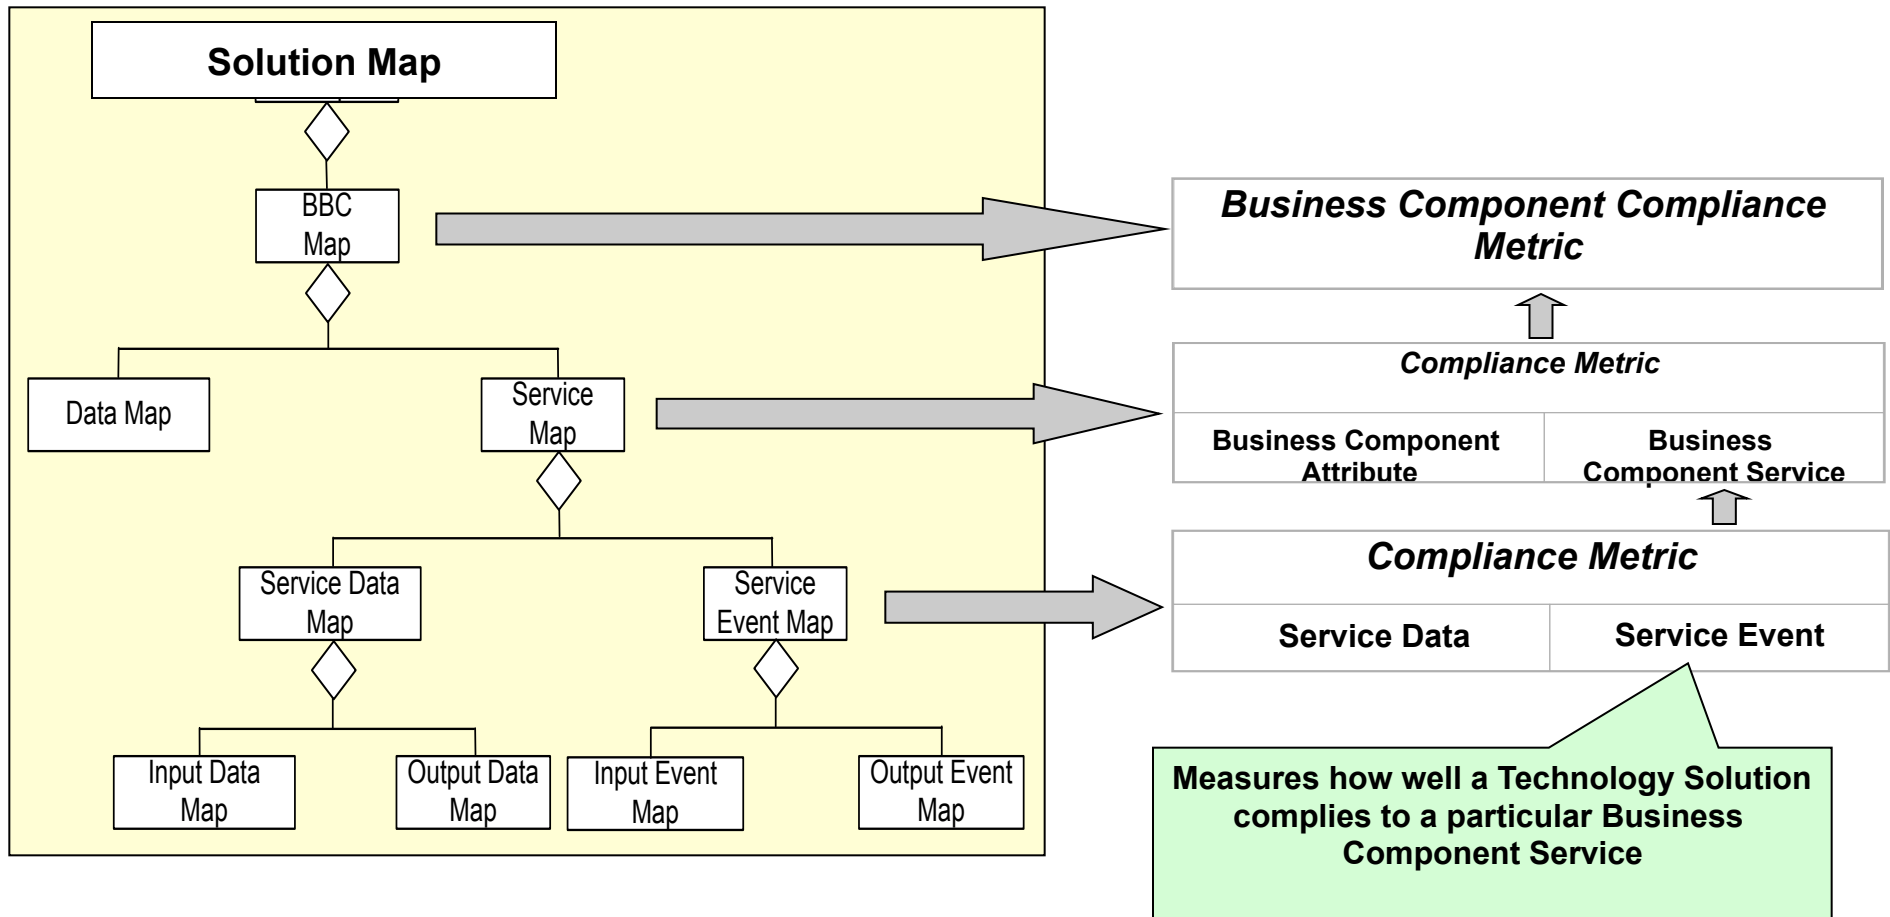 Solution Map
BBC
Map
Data Map
Service
Map
Service Data
Map
Service
Event Map
Input Data
Map
Output Data
Map
Input Event
Map
Output Event
Map
Business Component Compliance
Metric
Compliance Metric
Business Component
Attribute
Business
Component Service
Compliance Metric
Service Data
Service Event
Measures how well a Technology Solution
complies to a particular Business
Component Service